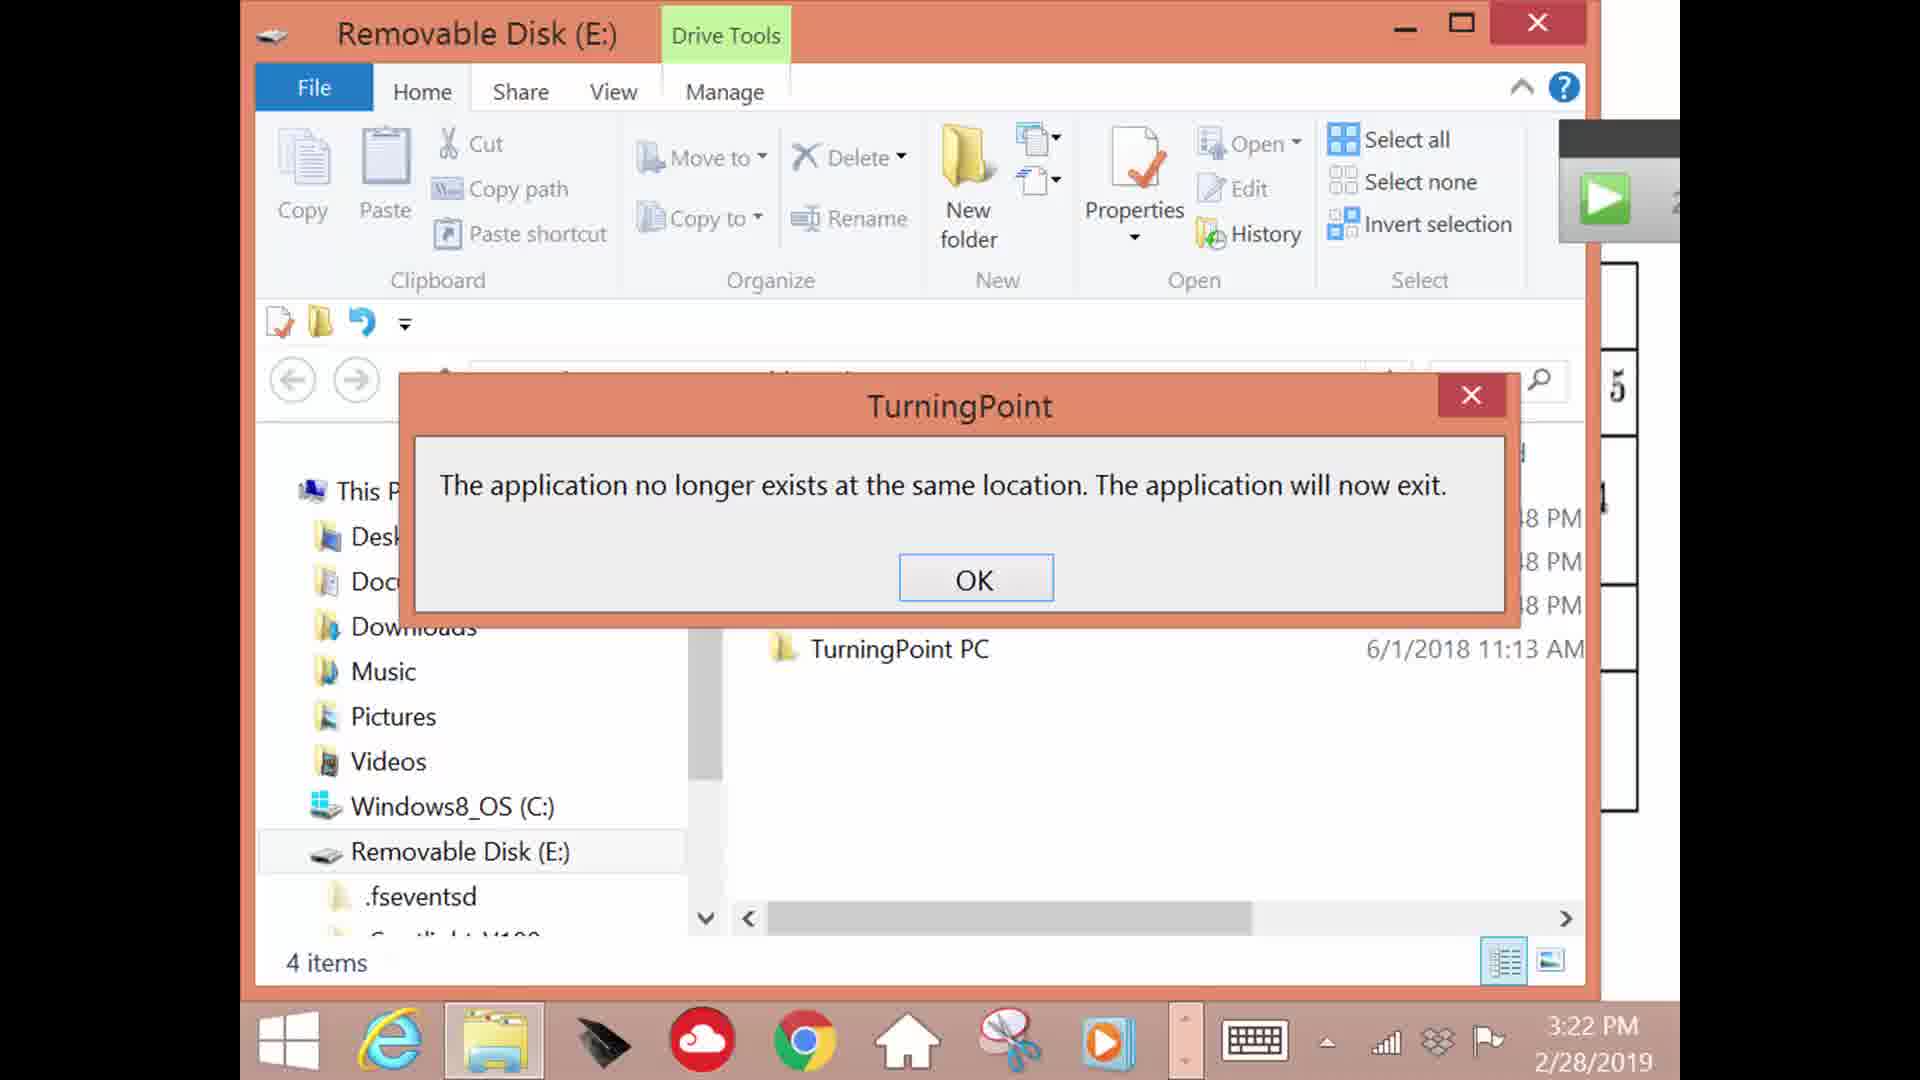 Removable Disk (E:)
Drive Tools
File
Home
Share
View
Manage
Copy
Paste
Cut
Copy path
Paste shortcut
Clipboard
Move to
Copy to
Delete
Rename
Organize
New folder
New
Properties
Open
Edit
History
Open
Select all
Select none
Invert selection
Select
5
TurningPoint
The application no longer exists at the same location. The application will now exit.
OK
This P
Desk
Docu
Downloads
Music
Pictures
Videos
Windows8_OS (C:)
Removable Disk (E:)
.fseventsd
48 PM
48 PM
48 PM
TurningPoint PC
6/1/2018 11:13 AM
4 items
3:22 PM
2/28/2019